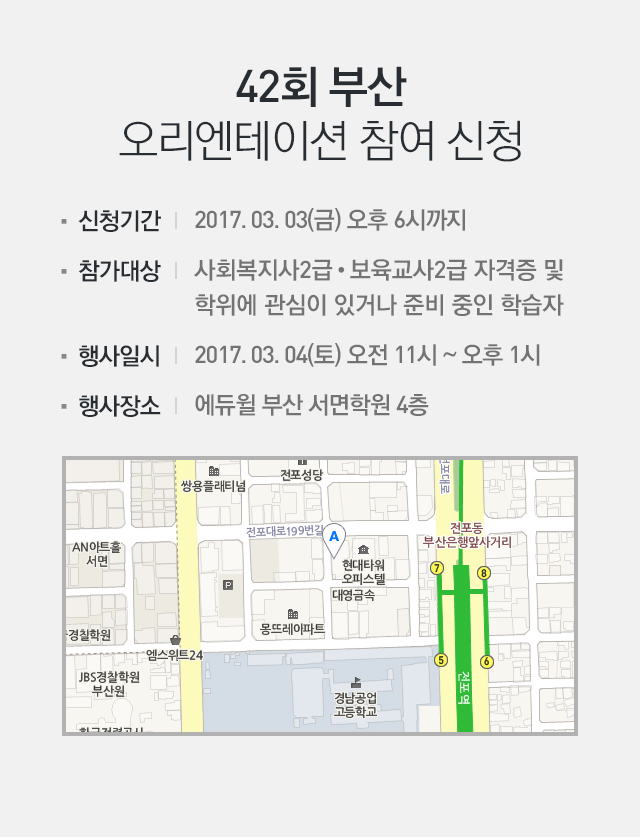 42회 부산
오리엔테이션 참여 신청
신청기간 2017. 03. 03(금) 오후 6시까지
참가대상 사회복지사2급 • 보육교사2급 자격증 및
학위에 관심이 있거나 준비 중인 학습자
행사일시 2017. 03. 04(토) 오전 11시 ~ 오후 1시
행사장소 에듀윌 부산 서면학원 4층
전포대로
전포성당
쌍용플래티넘
전포대로199번길
A
전포동
부산은행앞사거리
AN아트홀
서면
현대타워
오피스텔
대영금속
7
8
P
몽뜨레아파트
경찰학원
엠스위트24
5
6
JBS경찰학원
부산원
경남공업
고등학교
전포역